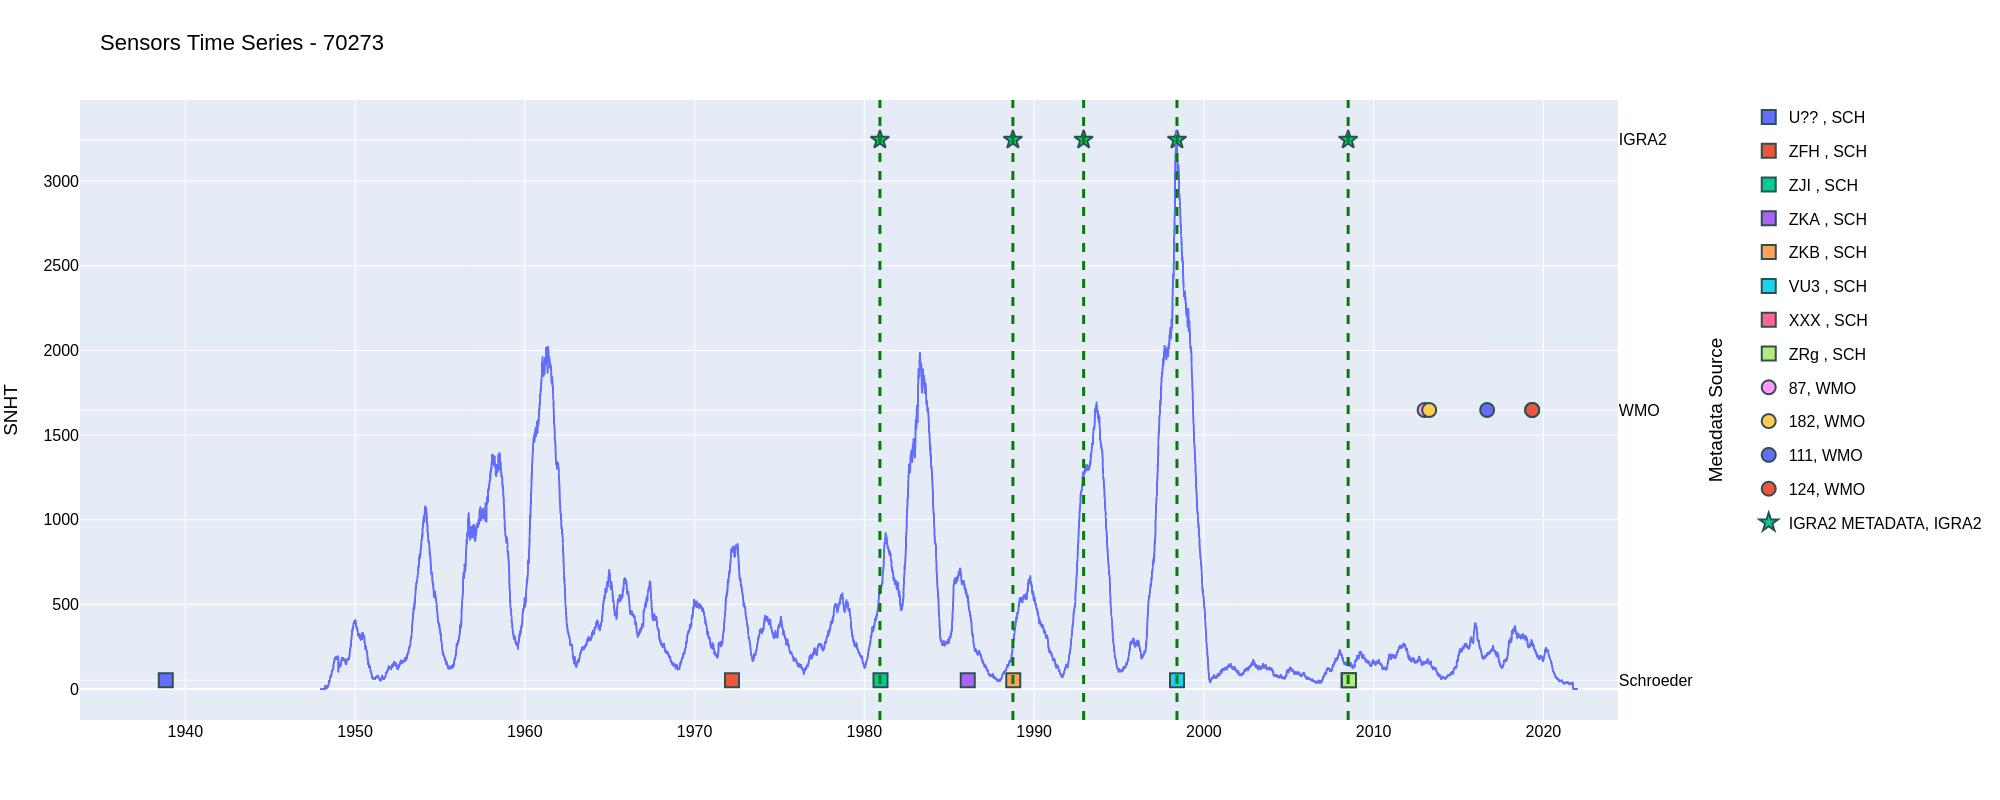 Sensors Time Series - 70273
SNHT
3000
2500
2000
1500
1000
500
0
1940
1950
1960
1970
1980
1990
2000
2010
2020
IGRA2
WMO
Schroeder
Metadata Source
U?? , SCH
ZFH , SCH
ZJI , SCH
ZKA , SCH
ZKB , SCH
VU3 , SCH
XXX , SCH
ZRg , SCH
87, WMO
182, WMO
111, WMO
124, WMO
IGRA2 METADATA, IGRA2